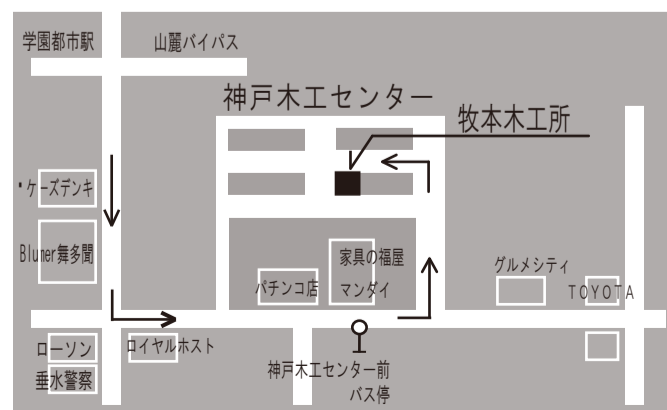 学園都市駅
山麓バイパス
神戸木工センター
牧本木工所
ケーズデンキ
Blumer舞多聞
家具の福屋
パチンコ店
マンダイ
グルメシティ
TOYOTA
ローソン
ロイヤルホスト
垂水警察
神戸木工センター前
バス停